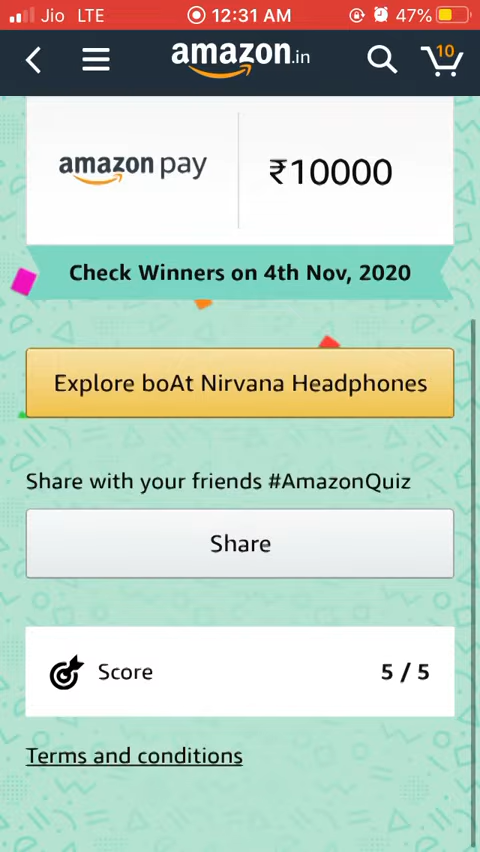 Jio LTE 12:31 AM 47%
amazon.in 10
amazon pay ₹10000
Check Winners on 4th Nov, 2020
Explore boAt Nirvana Headphones
Share with your friends #AmazonQuiz
Share
Score 5 / 5
Terms and conditions